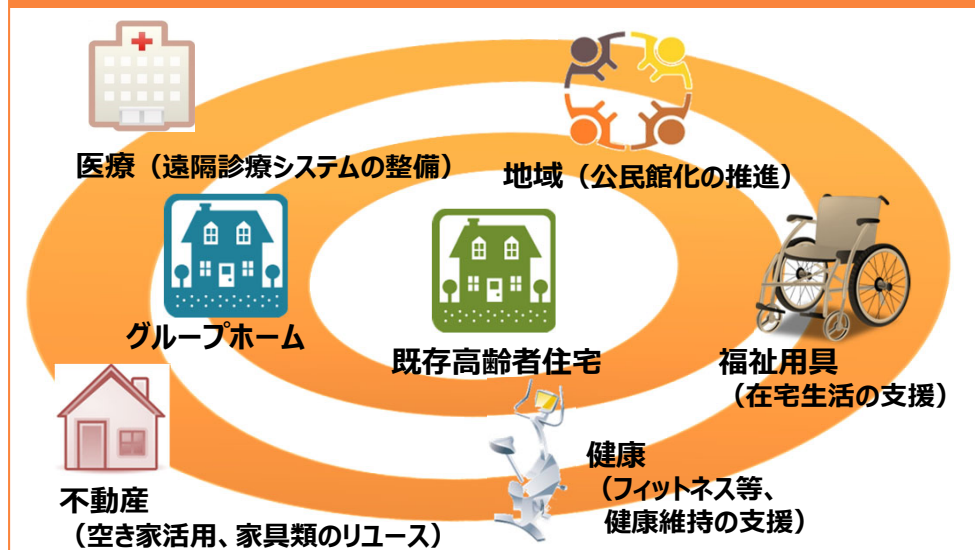 医療（遠隔診療システムの整備）
地域（公民館化の推進）
グループホーム
既存高齢者住宅
福祉用具
（在宅生活の支援）
不動産
（空き家活用、家具類のリユース）
健康
（フィットネス等、
健康維持の支援）